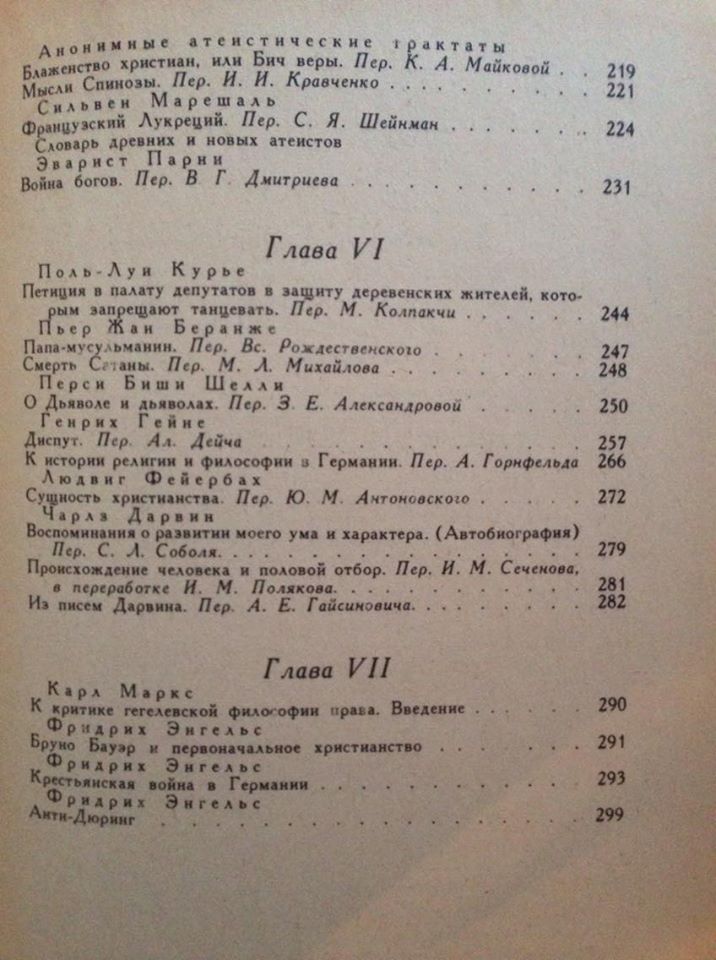 Анонимные атеистические трактаты
Блаженство христиан, или Бич веры. Пер. К. А. Майковой . . 219
Мысли Спинозы. Пер. И. И. Кравченко . . . . . . . . . 221
Сильвен Марешаль
Французский Лукреций. Пер. С. Я. Шейнман . . . . . . . 224
Словарь древних и новых атеистов
Эварист Парни
Война богов. Пер. В Г. Дмитриева . . . . . . . . . . . 231
Глава VI
Поль-Луи Курье
Петиция в палату депутатов в защиту деревенских жителей, кото-
рым запрещают танцевать. Пер. М. Колпакчи . . . . . . 244
Пьер Жан Беранже
Папа-мусульманин. Пер. Вс. Рождественского . . . . . . . 247
Смерть Сатаны. Пер. М. Л. Михайлова . . . . . . . . . 248
Перси Биши Шелли
О Дьяволе и дьяволах. Пер. З. Е. Александровой . . . . . 250
Генрих Гейне
Диспут. Пер. Ал. Дейча . . . . . . . . . . . . . . 257
К истории религии и философии в Германии. Пер. А. Горнфельда 266
Людвиг Фейербах
Сущность христианства. Пер. Ю. М. Антоновского . . . . . 272
Чарлз Дарвин
Воспоминания о развитии моего ума и характера. (Автобиография)
Пер. С. Л. Соболя. . . . . . . . . . . . . . . . . 279
Происхождение человека и половой отбор. Пер. И. М. Сеченова,
в переработке И. М. Полякова. . . . . . . . . . . . 281
Из писем Дарвина. Пер. А. Е. Гайсиновича. . . . . . . . 282
Глава VII
Карл Маркс
К критике гегелевской философии права. Введение . . . . . 290
Фридрих Энгельс
Бруно Бауэр и первоначальное христианство . . . . . . . 291
Фридрих Энгельс
Крестьянская война в Германии . . . . . . . . . . . . 293
Фридрих Энгельс
Анти-Дюринг . . . . . . . . . . . . . . . . . . . 299